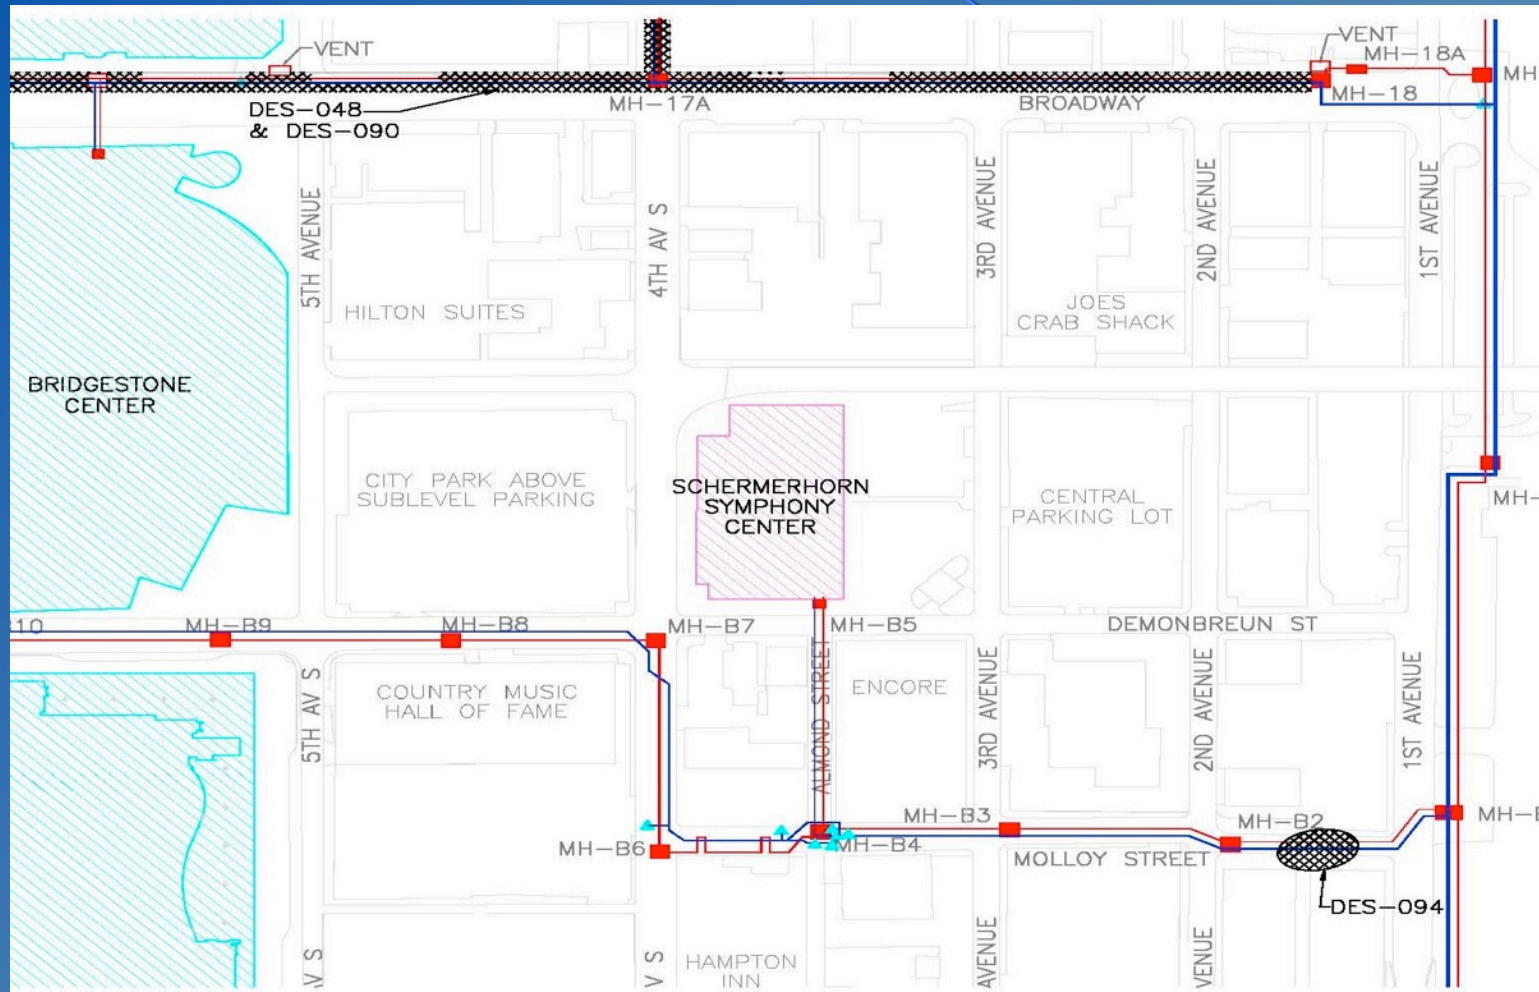 VENT
VENT
MH-18A
MH
DES-048
& DES-090
MH-17A
BROADWAY
MH-18
5TH AVENUE
4TH AV S
3RD AVENUE
2ND AVENUE
1ST AVENUE
HILTON SUITES
JOES
CRAB SHACK
BRIDGESTONE
CENTER
CITY PARK ABOVE
SUBLEVEL PARKING
SCHERMERHORN
SYMPHONY
CENTER
CENTRAL
PARKING LOT
MH-
B10
MH-B9
MH-B8
MH-B7
MH-B5
DEMONBREUN ST
5TH AV S
COUNTRY MUSIC
HALL OF FAME
ALMOND STREET
ENCORE
3RD AVENUE
2ND AVENUE
1ST AVENUE
MH-B3
MH-B2
MH-B
MH-B6
MH-B4
MOLLOY STREET
DES-094
V S
V S
HAMPTON
INN
AVENUE
VENUE